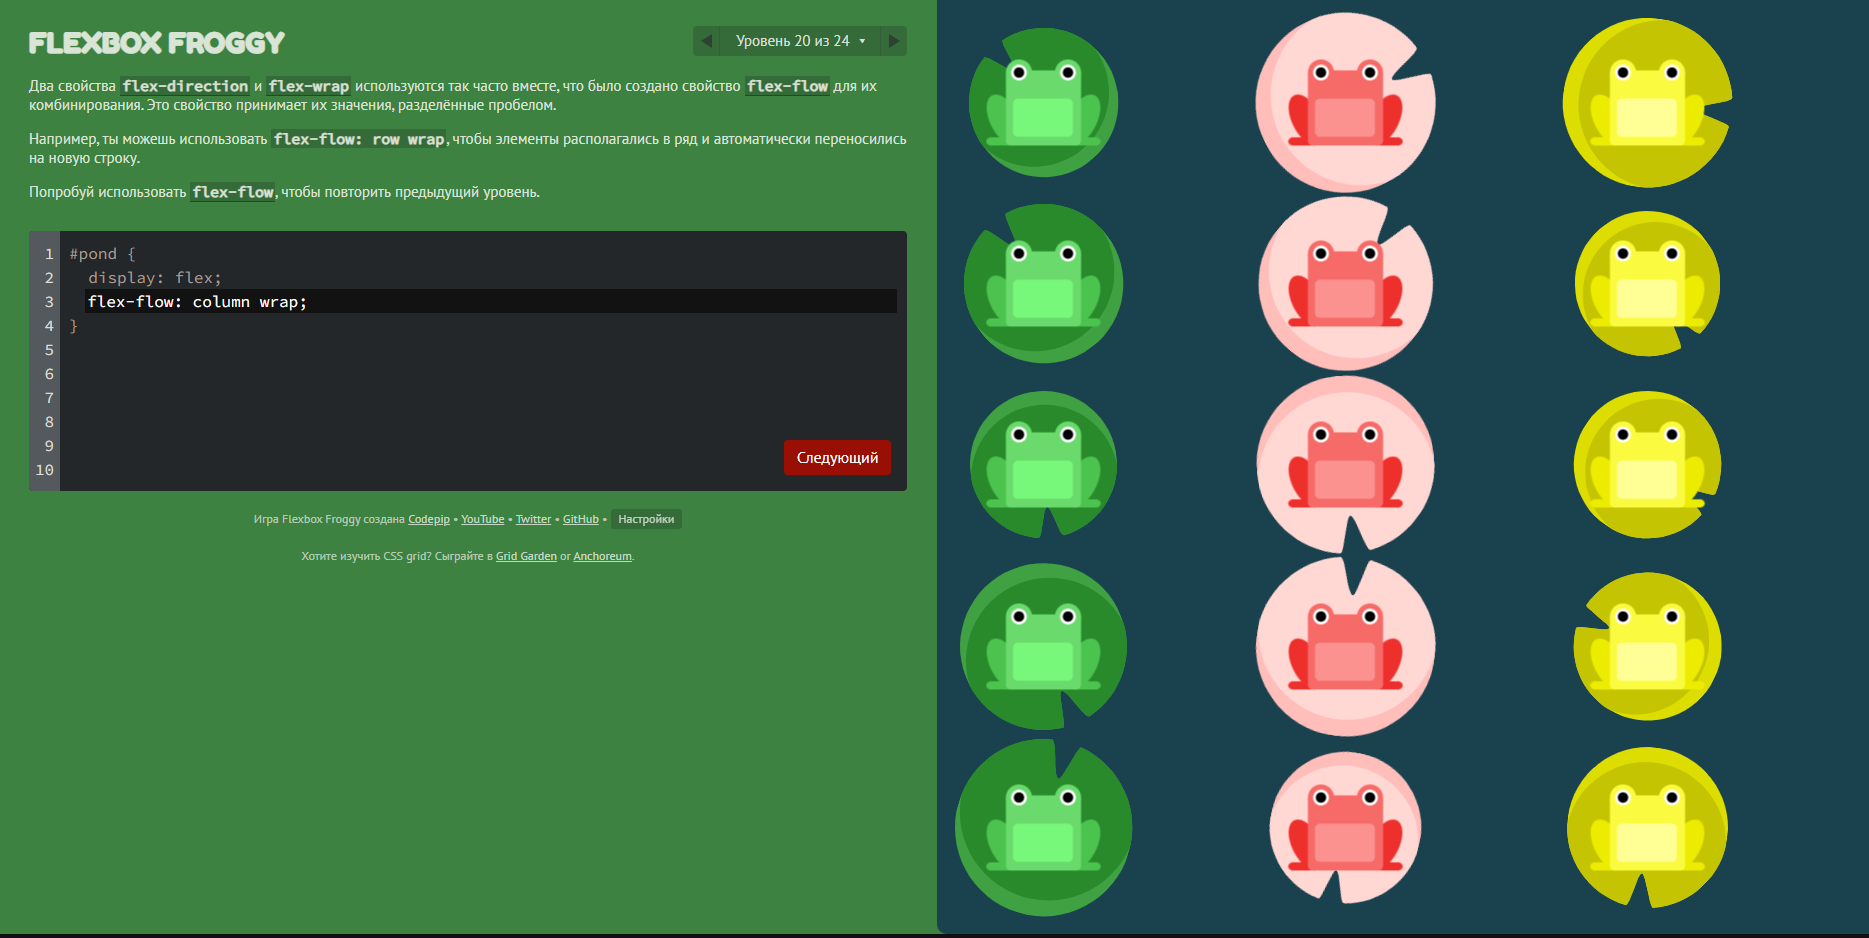 FLEXBOX FROGGY
Уровень 20 из 24
Два свойства flex-direction и flex-wrap используются так часто вместе, что было создано свойство flex-flow для их
комбинирования. Это свойство принимает их значения, разделённые пробелом.
Например, ты можешь использовать flex-flow: row wrap, чтобы элементы располагались в ряд и автоматически переносились
на новую строку.
Попробуй использовать flex-flow, чтобы повторить предыдущий уровень.
1 #pond {
2 display: flex;
3 flex-flow: column wrap;
4 }
5
6
7
8
9
10
Следующий
Игра Flexbox Froggy создана Codepip • YouTube • Twitter • GitHub • Настройки
Хотите изучить CSS grid? Сыграйте в Grid Garden or Anchoreum.